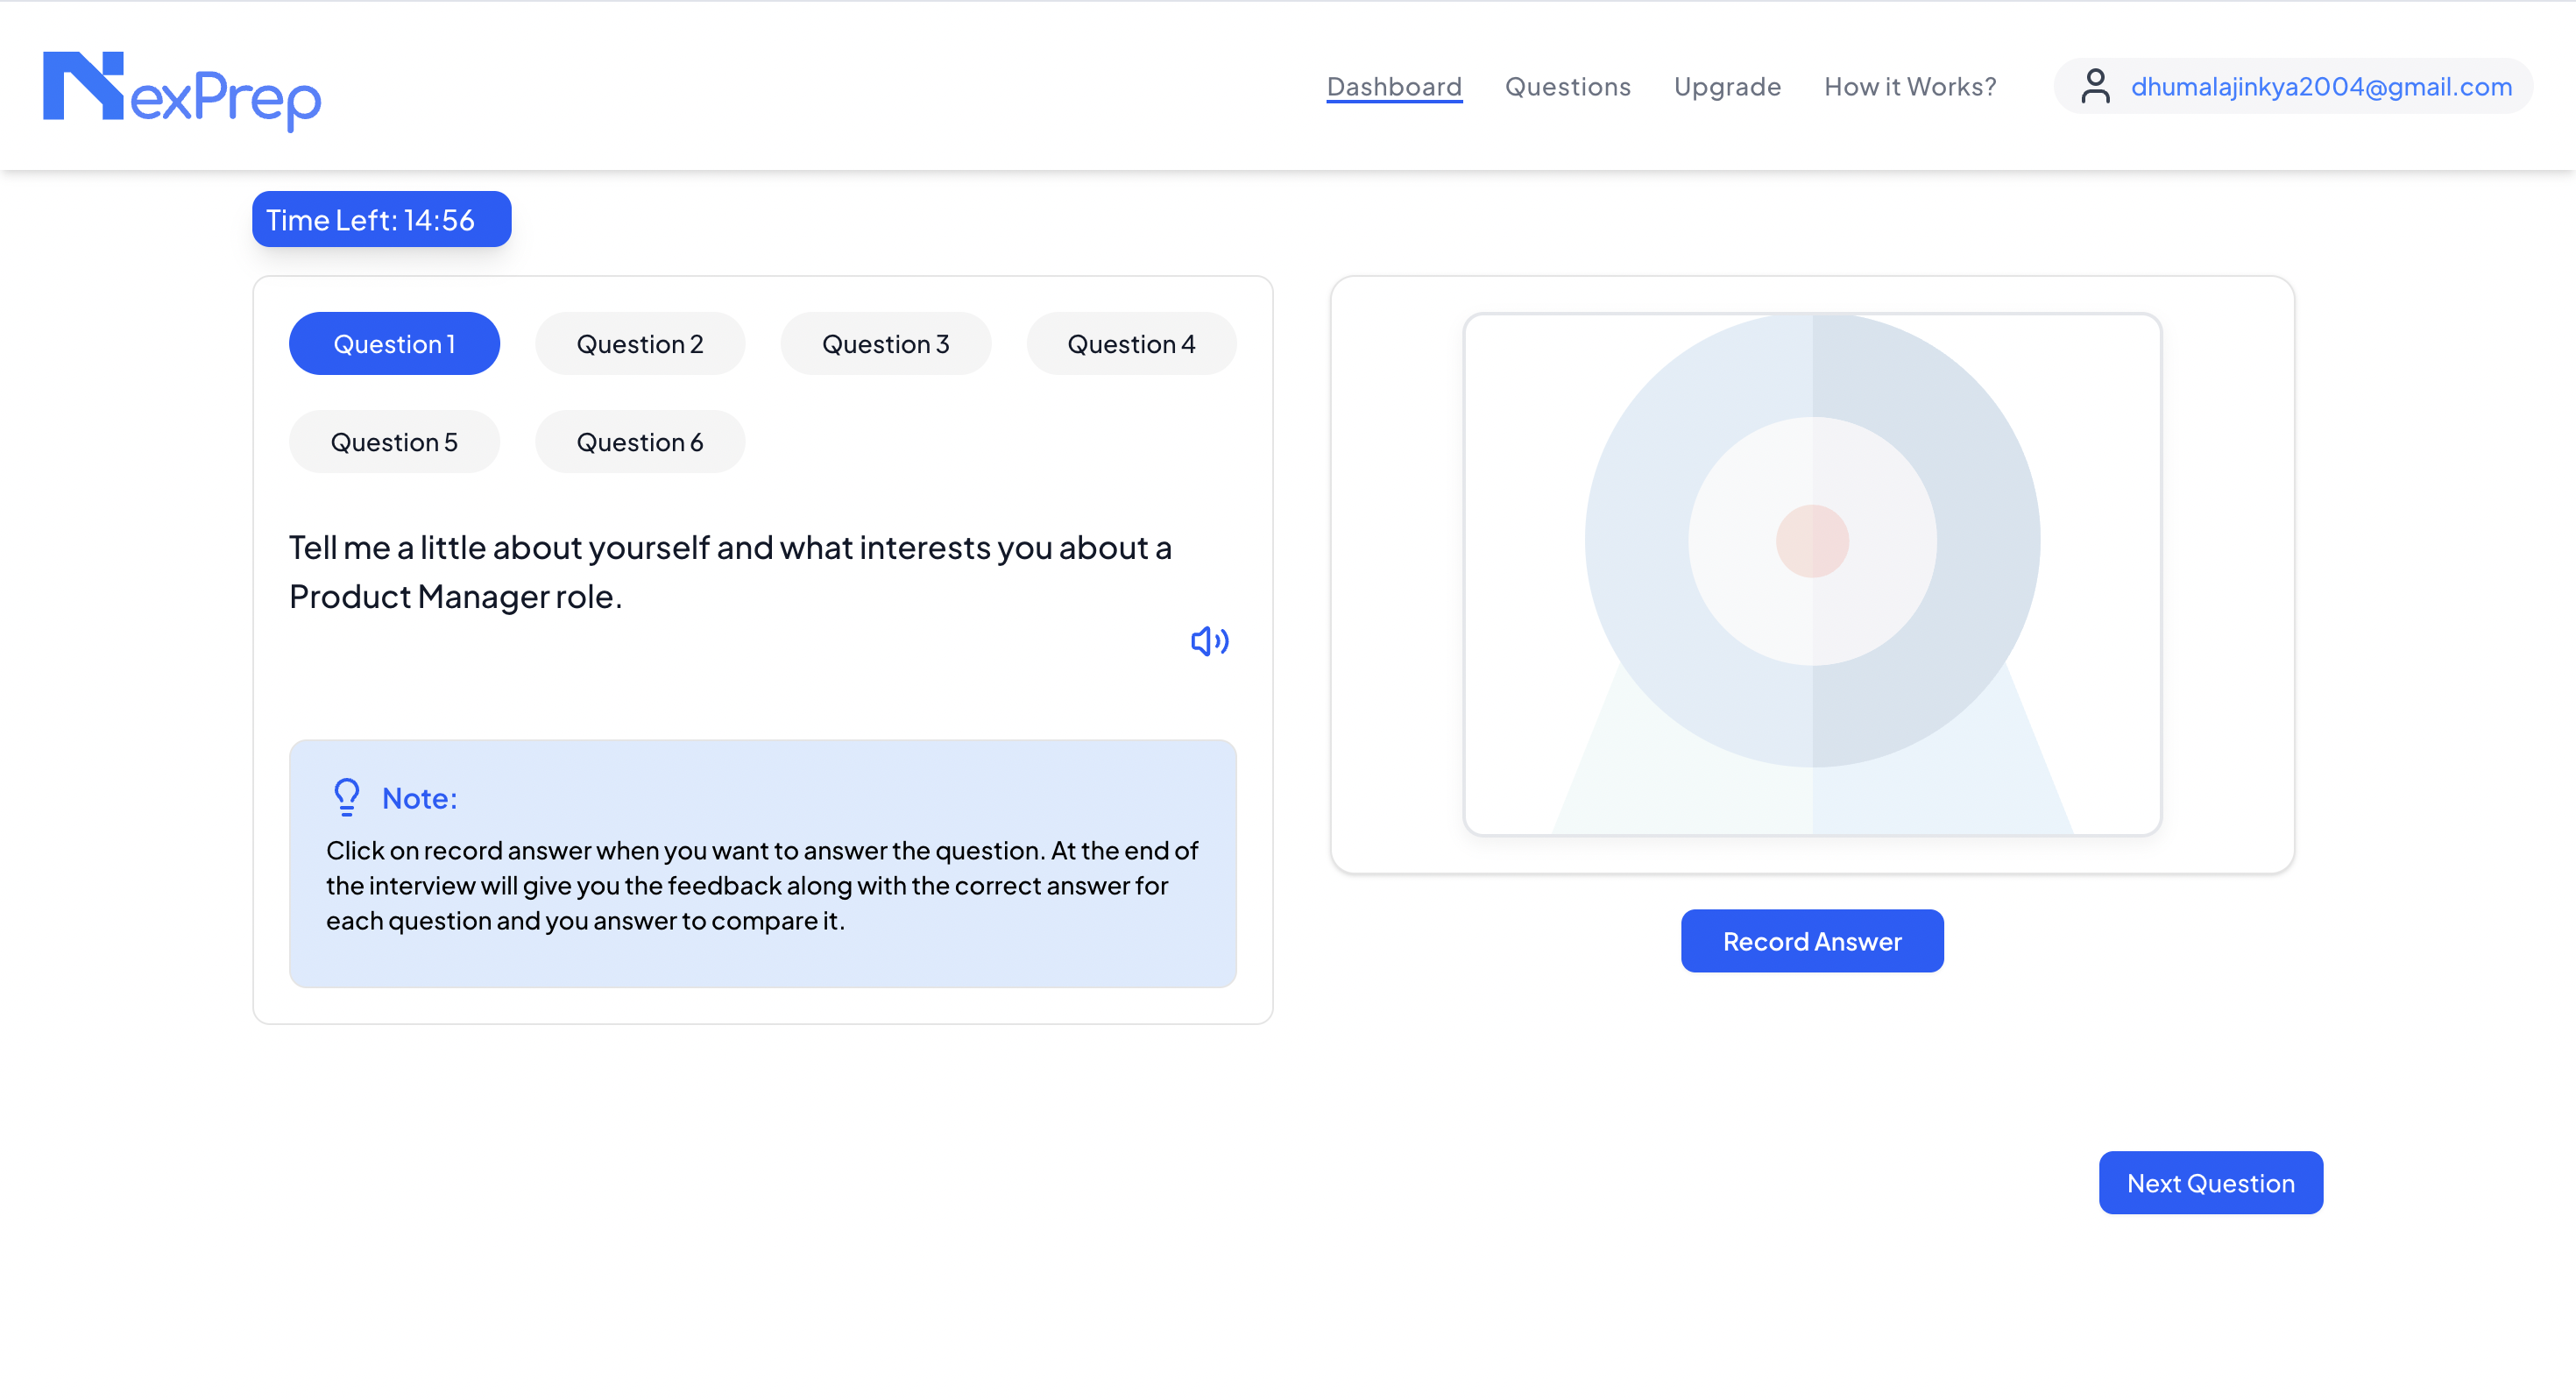 NexPrep
Dashboard
Questions
Upgrade
How it Works?
dhumalajinkya2004@gmail.com
Time Left: 14:56
Question 1
Question 2
Question 3
Question 4
Question 5
Question 6
Tell me a little about yourself and what interests you about a
Product Manager role.
Note:
Click on record answer when you want to answer the question. At the end of
the interview will give you the feedback along with the correct answer for
each question and you answer to compare it.
Record Answer
Next Question